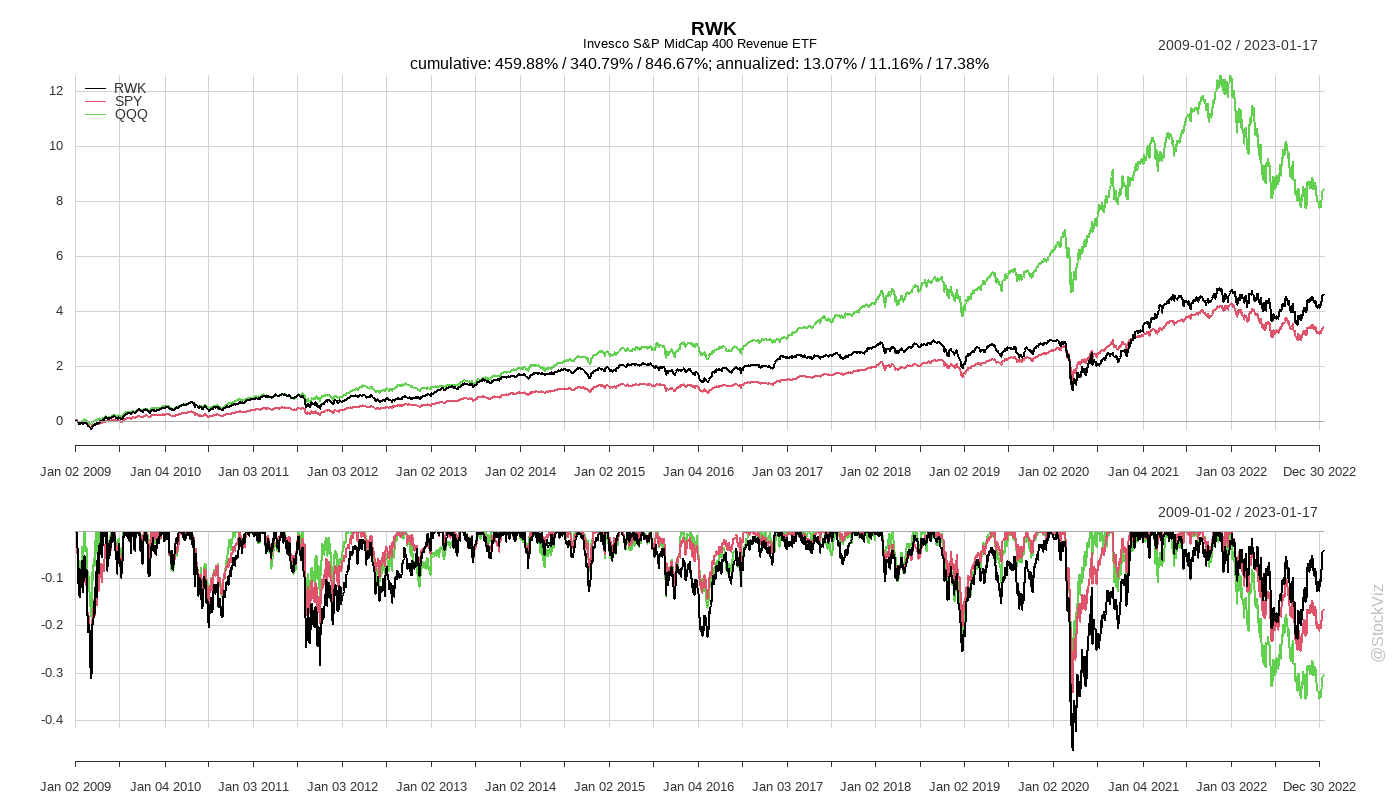 RWK
Invesco S&P MidCap 400 Revenue ETF
2009-01-02 / 2023-01-17
cumulative: 459.88% / 340.79% / 846.67%; annualized: 13.07% / 11.16% / 17.38%
RWK
SPY
QQQ
12
10
8
6
4
2
0
Jan 02 2009 Jan 04 2010 Jan 03 2011 Jan 03 2012 Jan 02 2013 Jan 02 2014 Jan 02 2015 Jan 04 2016 Jan 03 2017 Jan 02 2018 Jan 02 2019 Jan 02 2020 Jan 04 2021 Jan 03 2022 Dec 30 2022
2009-01-02 / 2023-01-17
-0.1
-0.2
-0.3
-0.4
Jan 02 2009 Jan 04 2010 Jan 03 2011 Jan 03 2012 Jan 02 2013 Jan 02 2014 Jan 02 2015 Jan 04 2016 Jan 03 2017 Jan 02 2018 Jan 02 2019 Jan 02 2020 Jan 04 2021 Jan 03 2022 Dec 30 2022
@StockViz